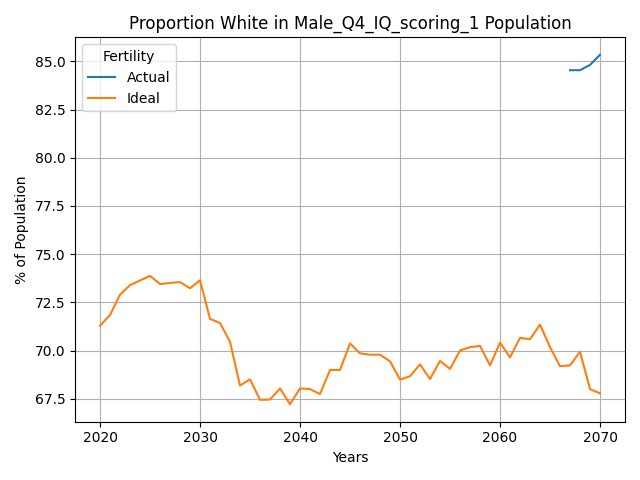 Proportion White in Male_Q4_IQ_scoring_1 Population
Fertility
Actual
Ideal
85.0
82.5
80.0
77.5
75.0
72.5
70.0
67.5
% of Population
2020 2030 2040 2050 2060 2070
Years